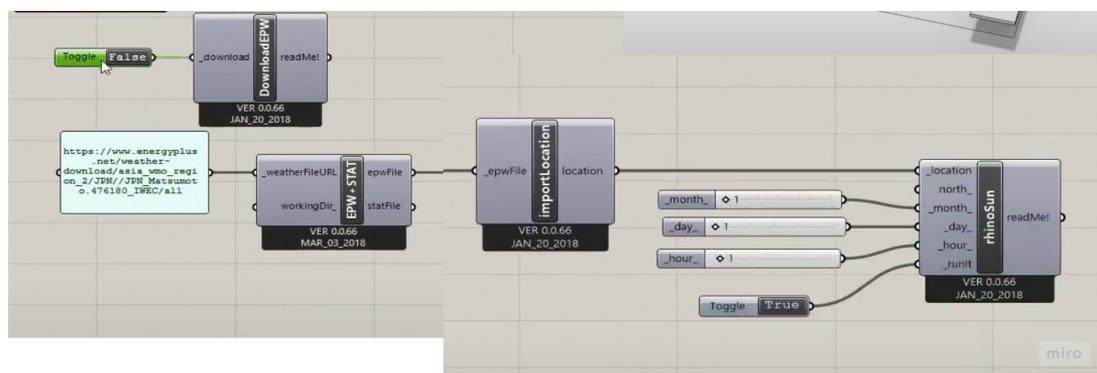 Toggle False
_download
DownloadEPW
readMe!
VER 0.0.66
JAN_20_2018
https://www.energyplus
.net/weather-
download/asia_wmo_regi
on_2/JPN//JPN_Matsumot
o.476180_IWEC/all
_weatherFileURL
workingDir_
EPW+STAT
epwFile
statFile
VER 0.0.66
MAR_03_2018
_epwFile
importLocation
location
VER 0.0.66
JAN_20_2018
_month_ 1
_day_ 1
_hour_ 1
Toggle True
_location
north_
_month_
_day_
_hour_
_runIt
rhinoSun
readMe!
VER 0.0.66
JAN_20_2018
miro